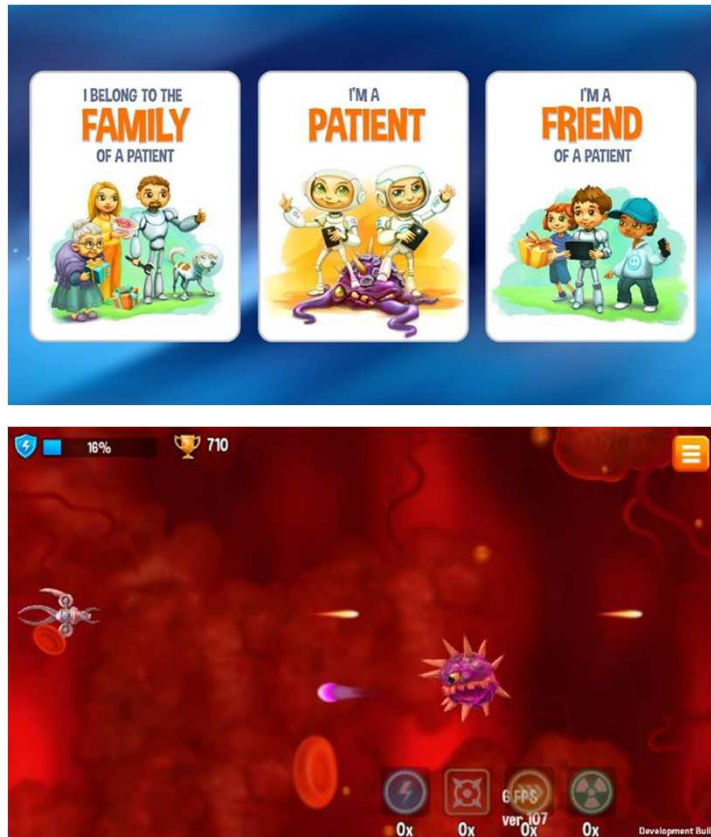 I BELONG TO THE
FAMILY
OF A PATIENT
I'M A
PATIENT
I'M A
FRIEND
OF A PATIENT
16%
710
6 FPS
ver.107
0x
0x
0x
0x
Development Buil